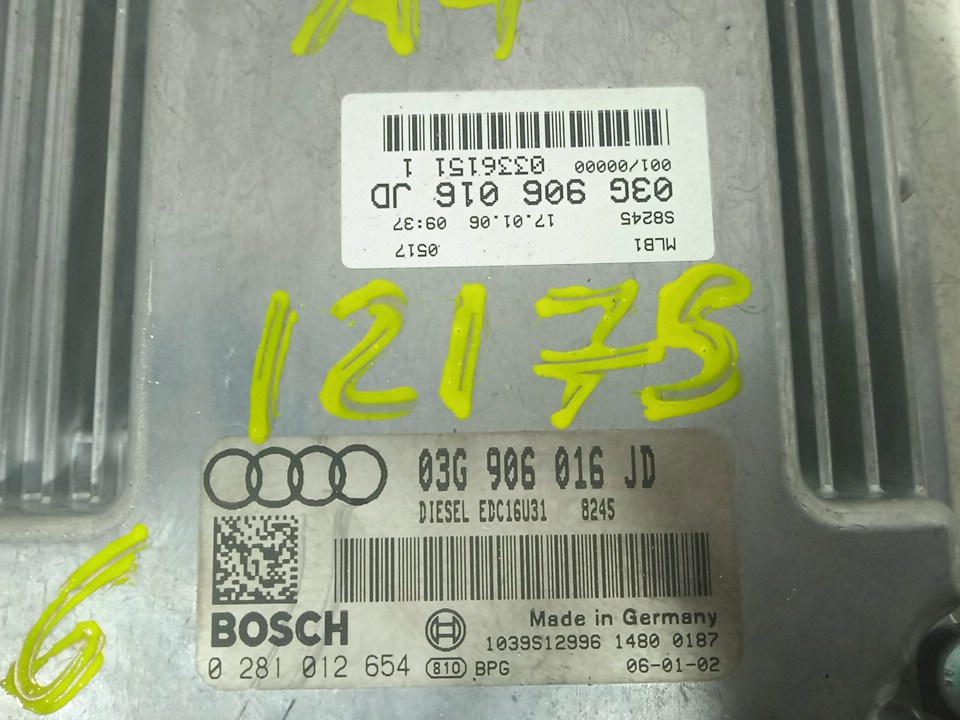 A4
0336151 1
001/00000
03G 906 016 JD
S8245 17.01.06 09:37
MLB1 0517
12175
03G 906 016 JD
DIESEL EDC16U31 8245
6
BOSCH
Made in Germany
1039S12996 1480 0187
0 281 012 654 810 BPG 06-01-02